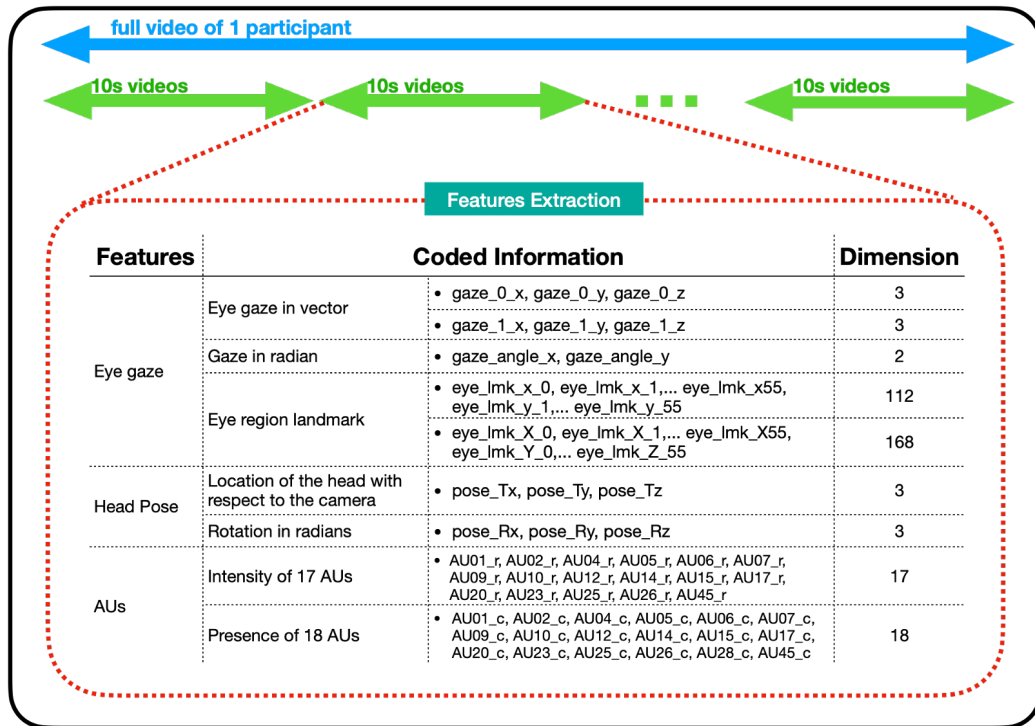 full video of 1 participant
10s videos
10s videos
10s videos
Features Extraction
Features
Coded Information
Dimension
Eye gaze
Eye gaze in vector
• gaze_0_x, gaze_0_y, gaze_0_z
3
• gaze_1_x, gaze_1_y, gaze_1_z
3
Gaze in radian
• gaze_angle_x, gaze_angle_y
2
Eye region landmark
• eye_lmk_x_0, eye_lmk_x_1,... eye_lmk_x55,
eye_lmk_y_1,... eye_lmk_y_55
112
• eye_lmk_X_0, eye_lmk_X_1,... eye_lmk_X55,
eye_lmk_Y_0,... eye_lmk_Z_55
168
Head Pose
Location of the head with
respect to the camera
• pose_Tx, pose_Ty, pose_Tz
3
Rotation in radians
• pose_Rx, pose_Ry, pose_Rz
3
AUs
Intensity of 17 AUs
• AU01_r, AU02_r, AU04_r, AU05_r, AU06_r, AU07_r,
AU09_r, AU10_r, AU12_r, AU14_r, AU15_r, AU17_r,
AU20_r, AU23_r, AU25_r, AU26_r, AU45_r
17
Presence of 18 AUs
• AU01_c, AU02_c, AU04_c, AU05_c, AU06_c, AU07_c,
AU09_c, AU10_c, AU12_c, AU14_c, AU15_c, AU17_c
AU20_c, AU23_c, AU25_c, AU26_c, AU28_c, AU45_c
18